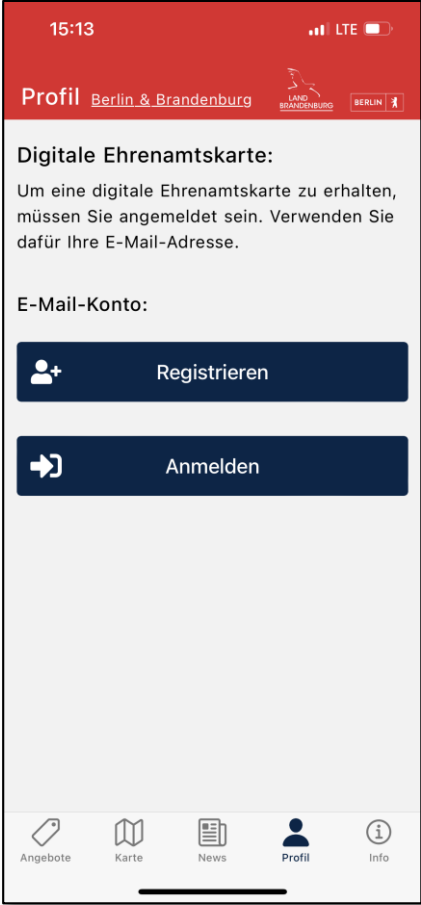 15:13 LTE
Profil Berlin & Brandenburg LAND BRANDENBURG BERLIN
Digitale Ehrenamtskarte:
Um eine digitale Ehrenamtskarte zu erhalten,
müssen Sie angemeldet sein. Verwenden Sie
dafür Ihre E-Mail-Adresse.
E-Mail-Konto:
Registrieren
Anmelden
Angebote Karte News Profil Info